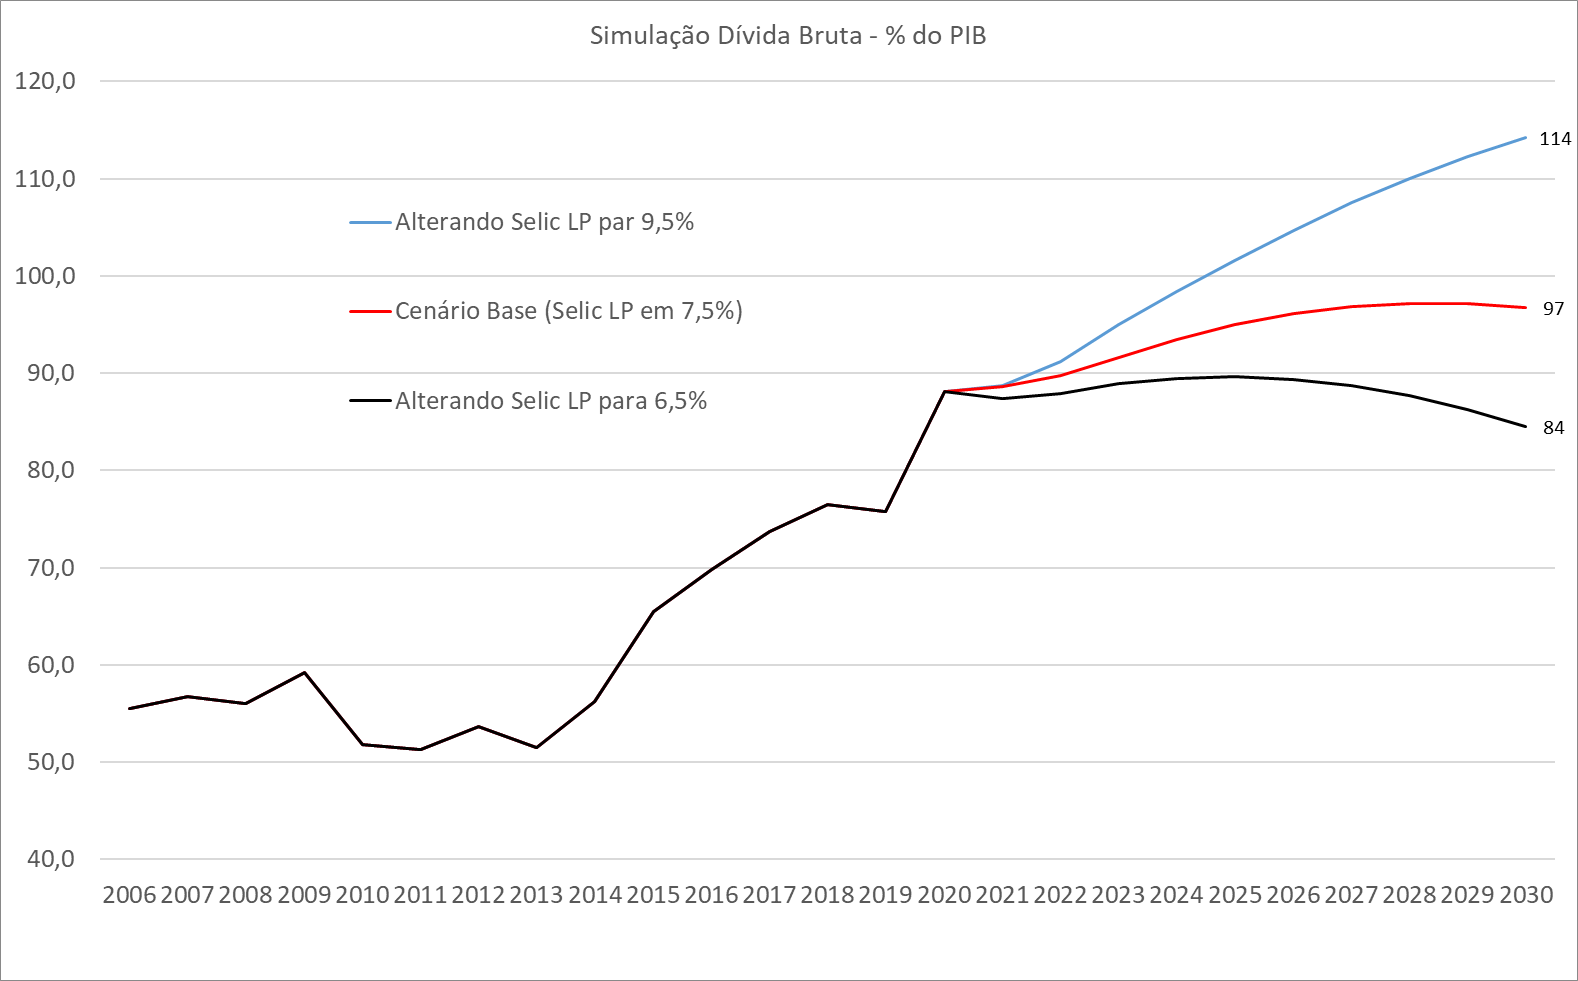 Simulação Dívida Bruta - % do PIB
120,0
110,0
100,0
90,0
80,0
70,0
60,0
50,0
40,0
Alterando Selic LP par 9,5%
Cenário Base (Selic LP em 7,5%)
Alterando Selic LP para 6,5%
114
97
84
2006 2007 2008 2009 2010 2011 2012 2013 2014 2015 2016 2017 2018 2019 2020 2021 2022 2023 2024 2025 2026 2027 2028 2029 2030